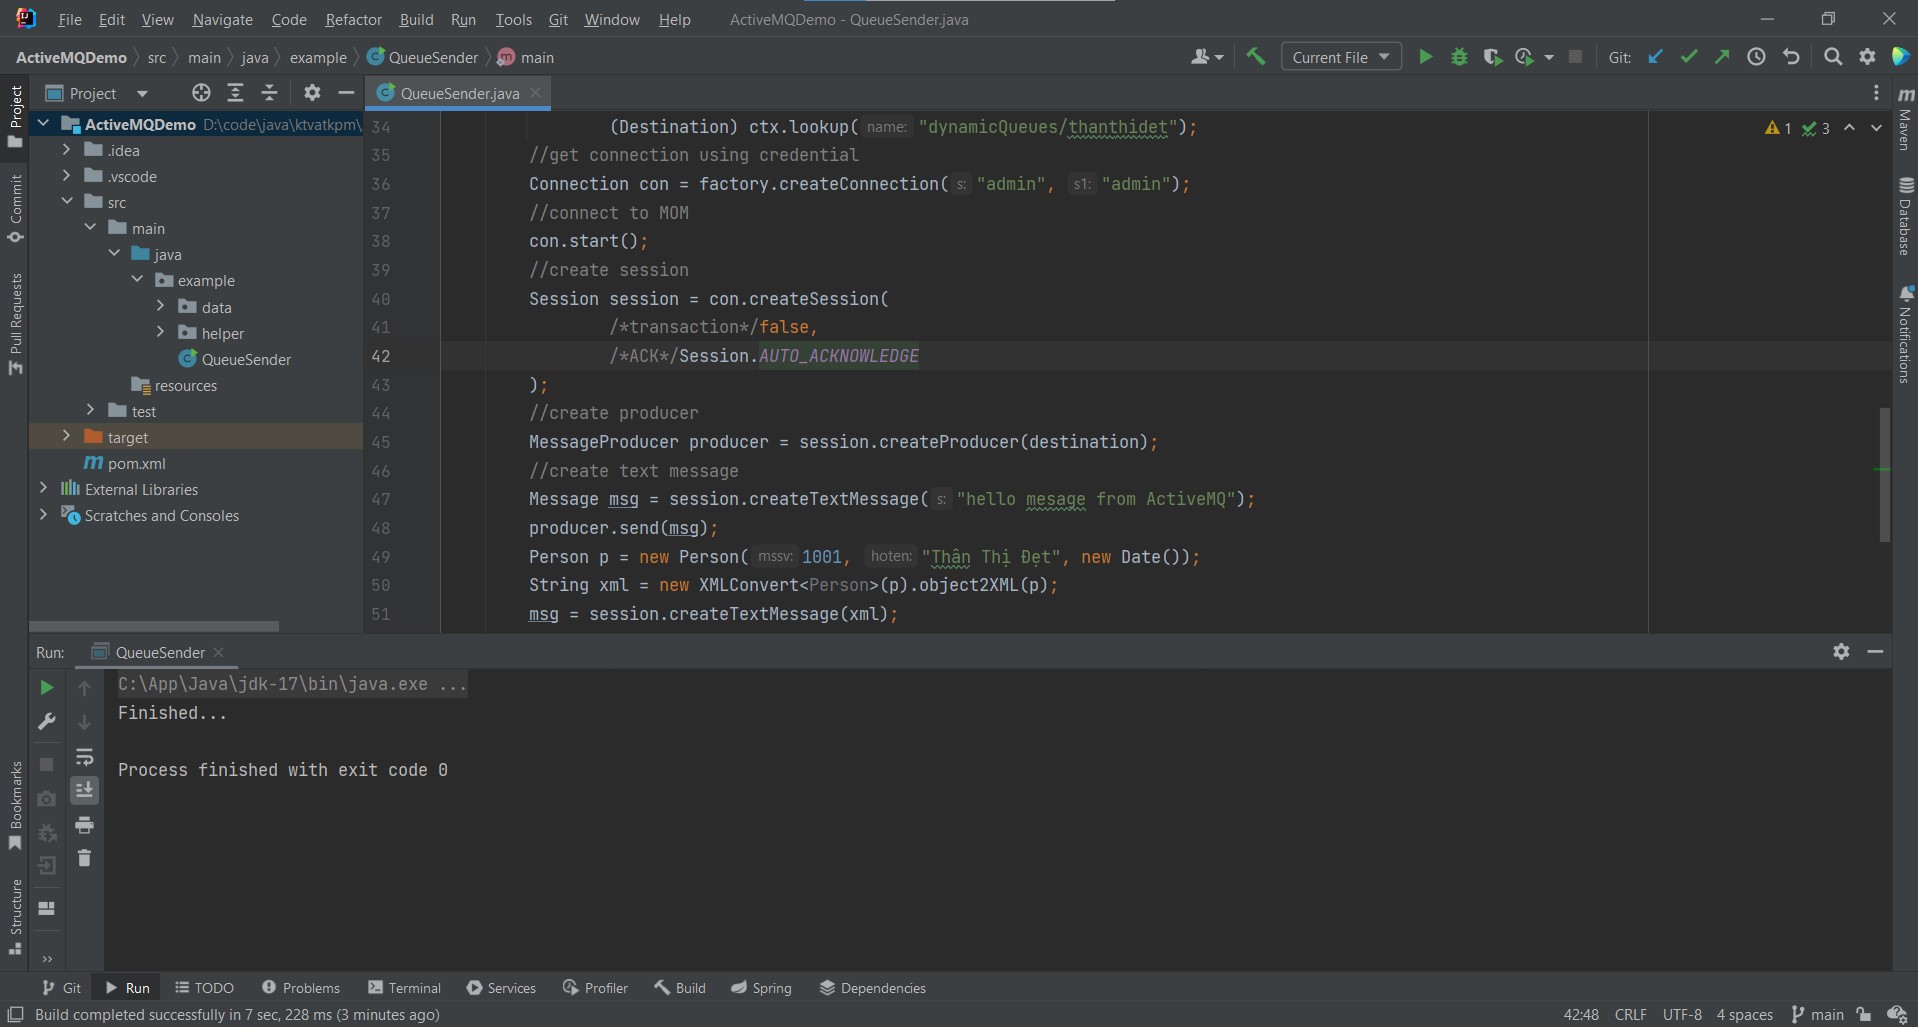 File Edit View Navigate Code Refactor Build Run Tools Git Window Help ActiveMQDemo - QueueSender.java
ActiveMQDemo src main java example QueueSender main Current File Git:
Project QueueSender.java
ActiveMQDemo D:\code\java\ktvatkpm\
.idea
.vscode
src
main
java
example
data
helper
QueueSender
resources
test
target
pom.xml
External Libraries
Scratches and Consoles
1 3
34 (Destination) ctx.lookup( name: "dynamicQueues/thanthidet");
35 //get connection using credential
36 Connection con = factory.createConnection( s: "admin", s1: "admin");
37 //connect to MOM
38 con.start();
39 //create session
40 Session session = con.createSession(
41 /*transaction*/false,
42 /*ACK*/Session.AUTO_ACKNOWLEDGE
43 );
44 //create producer
45 MessageProducer producer = session.createProducer(destination);
46 //create text message
47 Message msg = session.createTextMessage( s: "hello mesage from ActiveMQ");
48 producer.send(msg);
49 Person p = new Person( mssv: 1001, hoten: "Thân Thị Đẹt", new Date());
50 String xml = new XMLConvert<Person>(p).object2XML(p);
51 msg = session.createTextMessage(xml);
Project
Commit
Pull Requests
Bookmarks
Structure
Maven
Database
Notifications
Run: QueueSender
C:\App\Java\jdk-17\bin\java.exe ...
Finished...
Process finished with exit code 0
Git Run TODO Problems Terminal Services Profiler Build Spring Dependencies
Build completed successfully in 7 sec, 228 ms (3 minutes ago) 42:48 CRLF UTF-8 4 spaces main